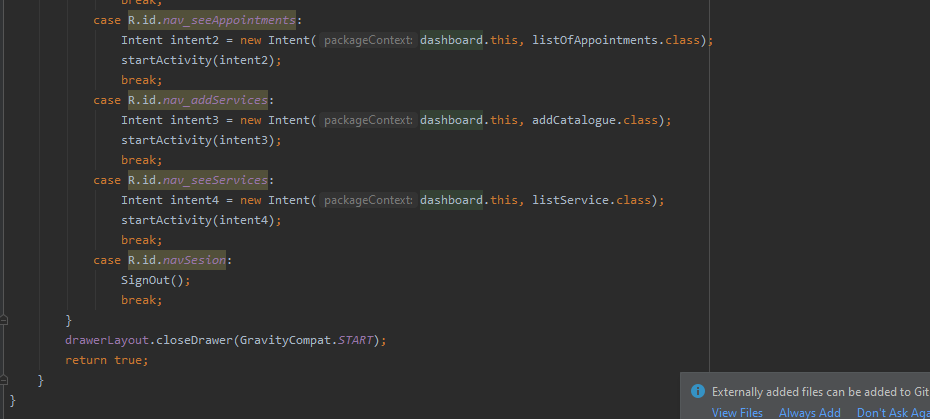 break;
case R.id.nav_seeAppointments:
Intent intent2 = new Intent( packageContext: dashboard.this, listOfAppointments.class);
startActivity(intent2);
break;
case R.id.nav_addServices:
Intent intent3 = new Intent( packageContext: dashboard.this, addCatalogue.class);
startActivity(intent3);
break;
case R.id.nav_seeServices:
Intent intent4 = new Intent( packageContext: dashboard.this, listService.class);
startActivity(intent4);
break;
case R.id.navSesion:
SignOut();
break;
}
drawerLayout.closeDrawer(GravityCompat.START);
return true;
}
}
Externally added files can be added to Git
View Files Always Add Don't Ask Aga